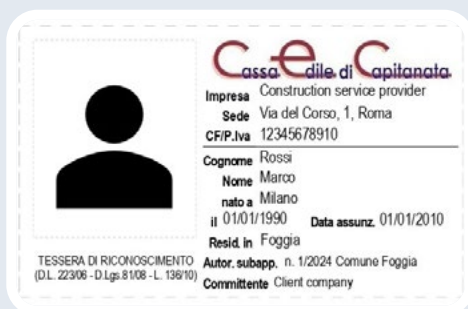 Cassa Edile di Capitanata
Impresa Construction service provider
Sede Via del Corso, 1, Roma
CF/P.Iva 12345678910
Cognome Rossi
Nome Marco
nato a Milano
il 01/01/1990 Data assunz. 01/01/2010
Resid. in Foggia
Autor. subapp. n. 1/2024 Comune Foggia
Committente Client company
TESSERA DI RICONOSCIMENTO
(D.L. 223/06 - D.Lgs.81/08 - L. 136/10)